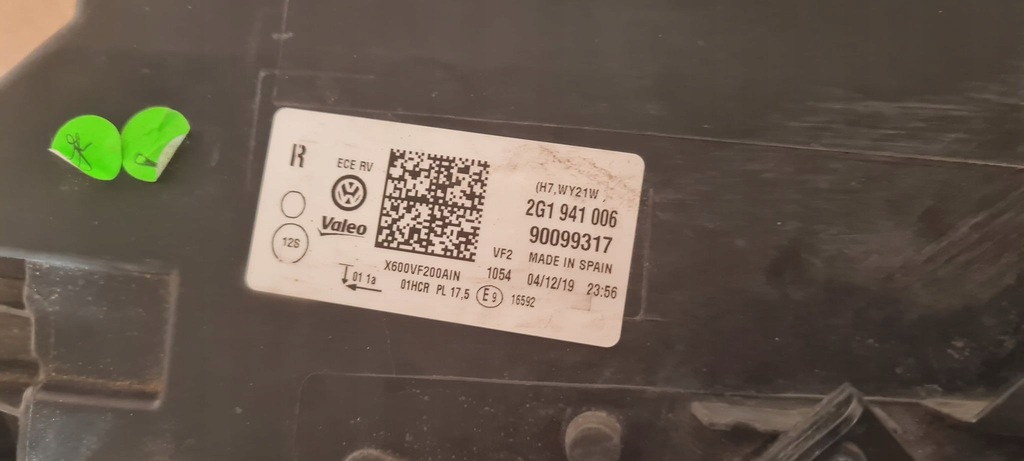 R
ECE RV
Valeo
12S
(H7,WY21W )
2G1 941 006
90099317
MADE IN SPAIN
VF2
X600VF200AIN
1054 04/12/19 23:56
01 1a
01HCR PL 17,5 E9 16592